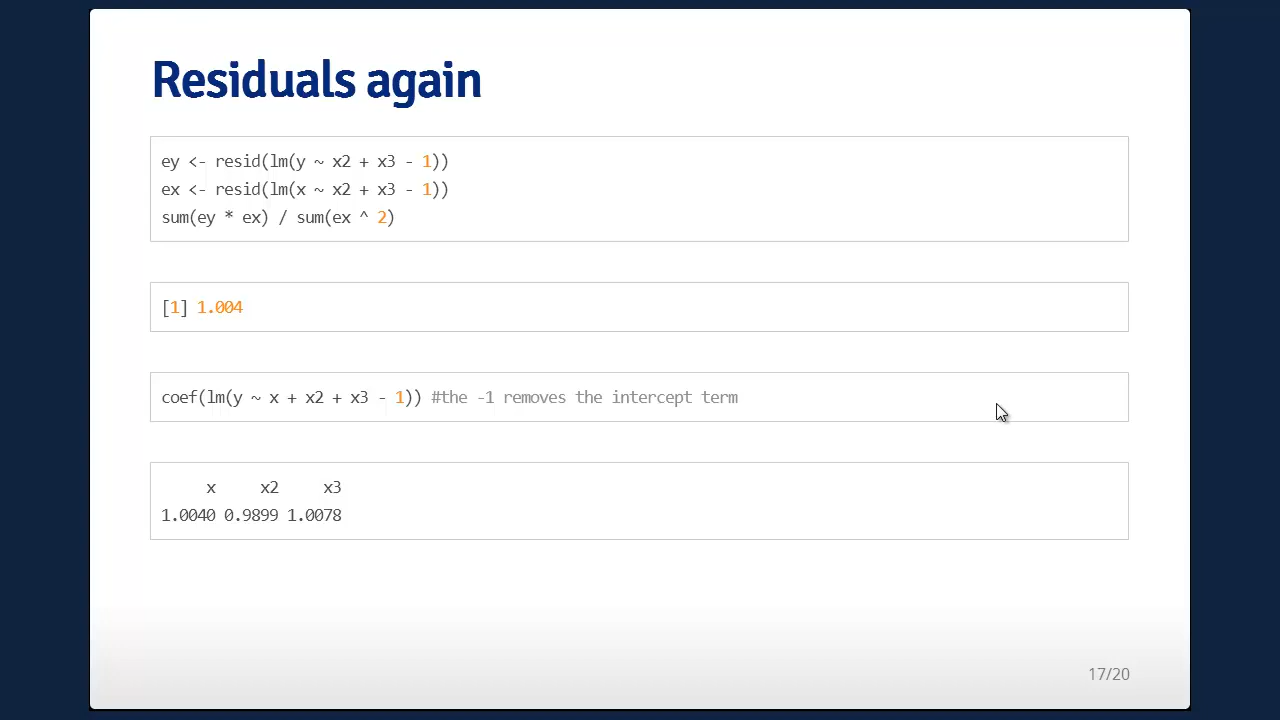 Residuals again
ey <- resid(lm(y ~ x2 + x3 - 1))
ex <- resid(lm(x ~ x2 + x3 - 1))
sum(ey * ex) / sum(ex ^ 2)
[1] 1.004
coef(lm(y ~ x + x2 + x3 - 1)) #the -1 removes the intercept term
x x2 x3
1.0040 0.9899 1.0078
17/20